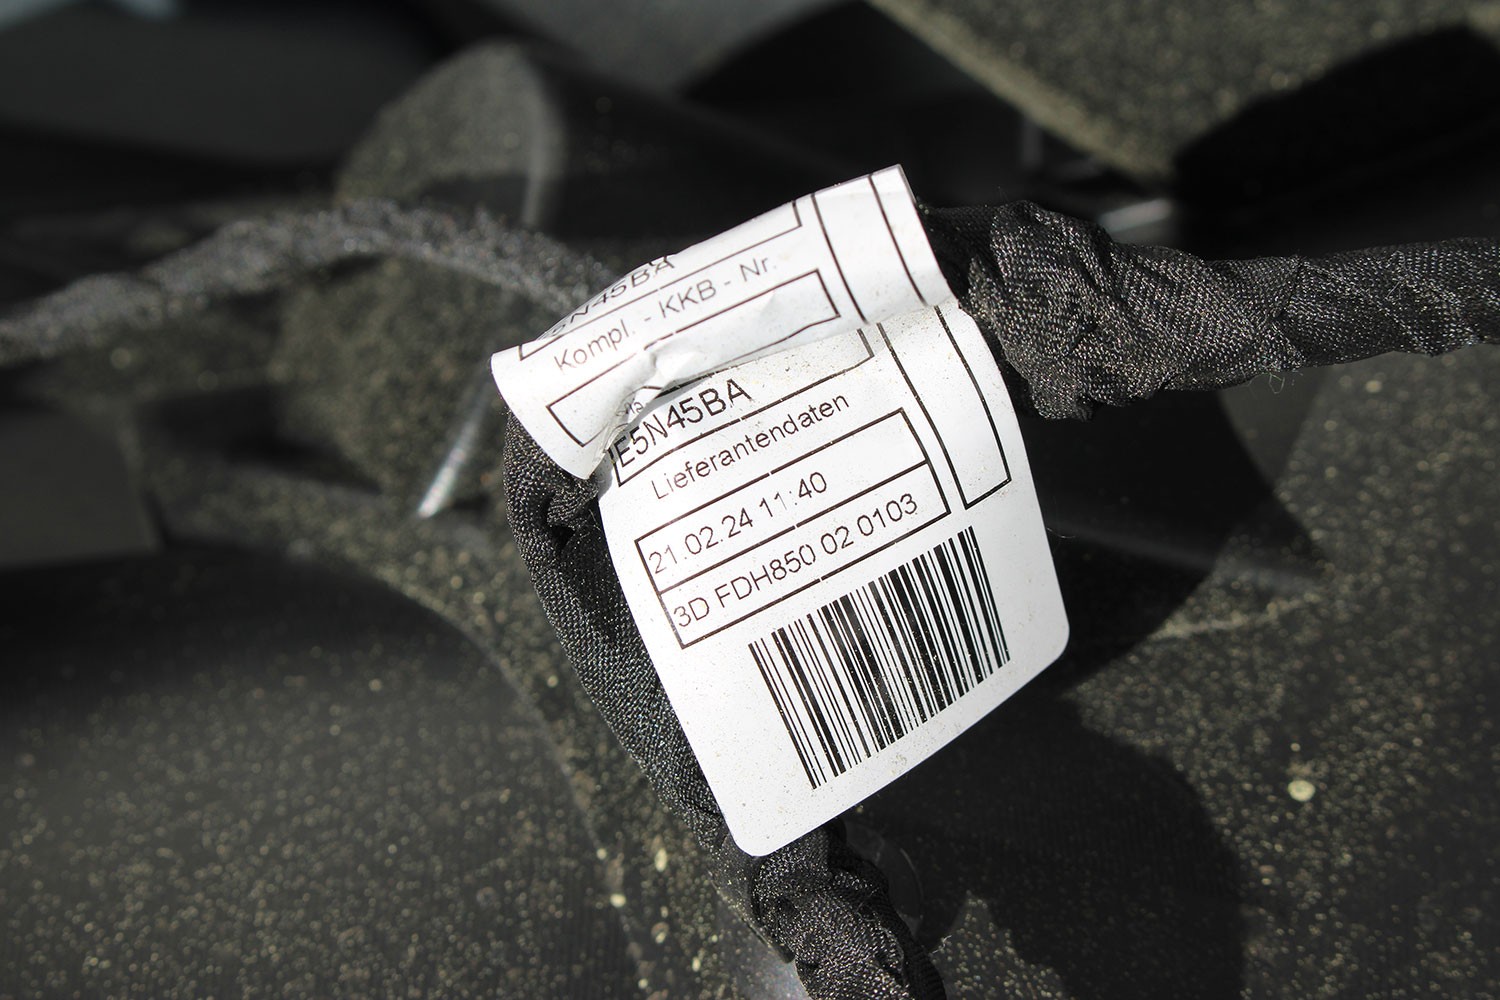 5N45BA
Kompl. - KKB - Nr.
E5N45BA
Lieferantendaten
21.02.24 11:40
3D FDH850 02 0103